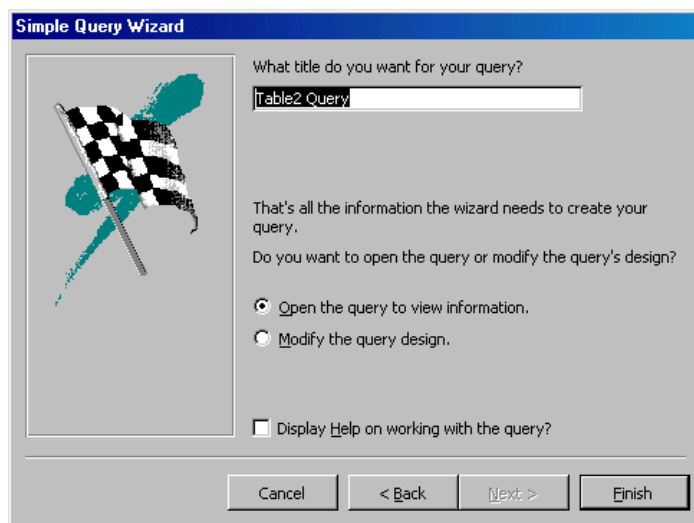 Simple Query Wizard
What title do you want for your query?
Table2 Query
That's all the information the wizard needs to create your
query.
Do you want to open the query or modify the query's design?
Open the query to view information.
Modify the query design.
Display Help on working with the query?
Cancel
< Back
Next >
Finish